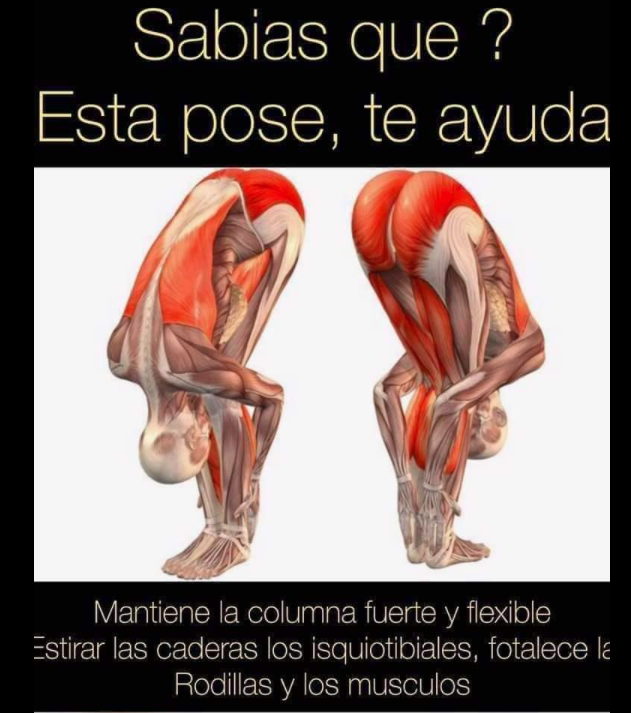 Sabias que ?
Esta pose, te ayuda
Mantiene la columna fuerte y flexible
Estirar las caderas los isquiotibiales, fotalece la
Rodillas y los musculos